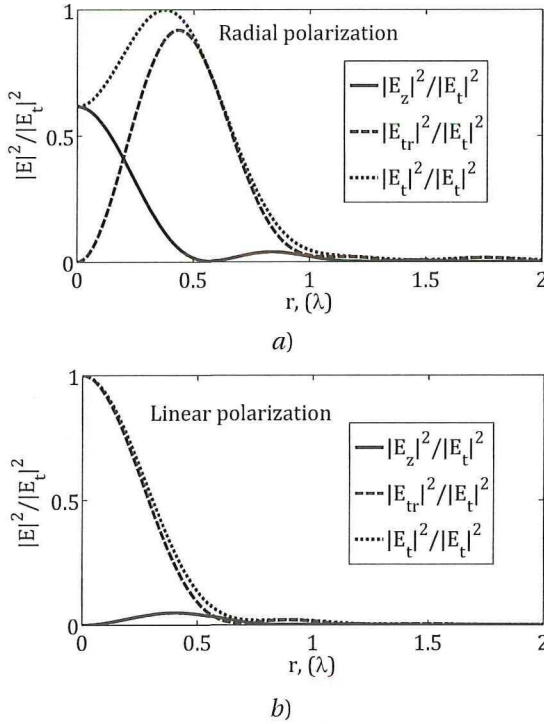 1
Radial polarization
|E_z|^2/|E_t|^2
|E_tr|^2/|E_t|^2
|E_t|^2/|E_t|^2
0.5
|E|^2/|E_t|^2
0
0 0.5 1 1.5 2
r, (λ)
a)
1
Linear polarization
|E_z|^2/|E_t|^2
|E_tr|^2/|E_t|^2
|E_t|^2/|E_t|^2
0.5
|E|^2/|E_t|^2
0
0 0.5 1 1.5 2
r, (λ)
b)